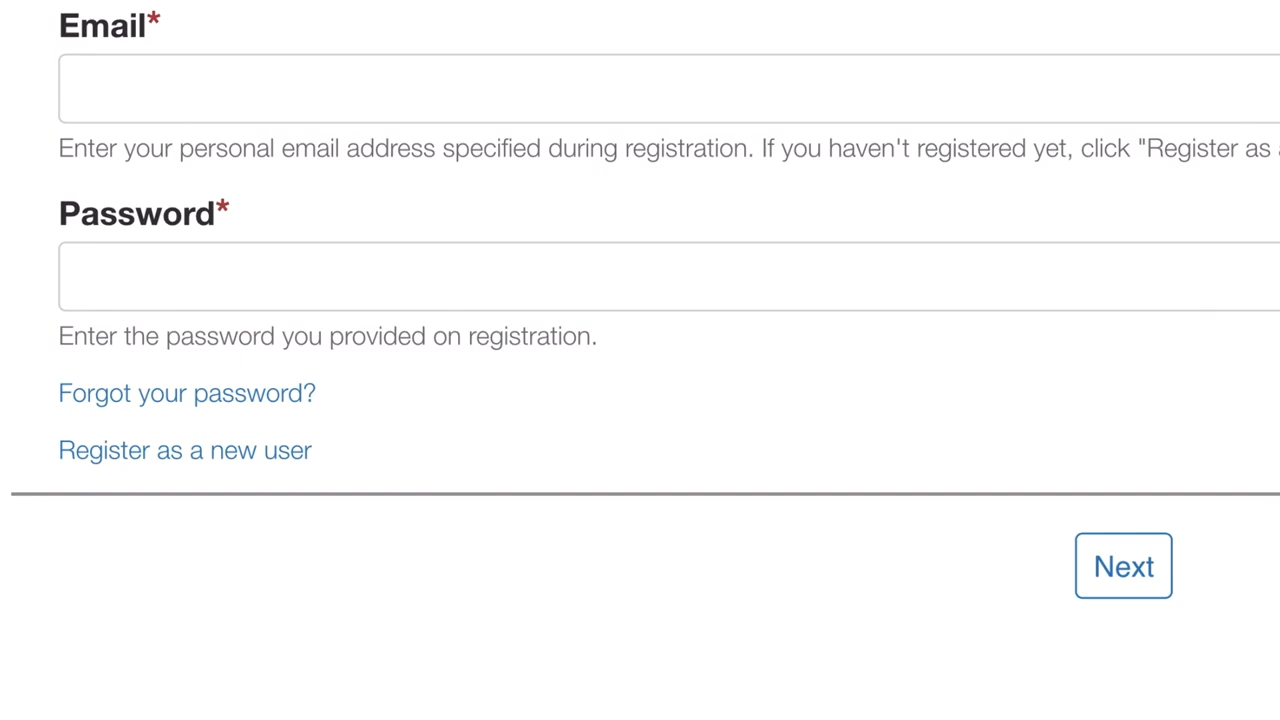 Email*
Enter your personal email address specified during registration. If you haven't registered yet, click "Register as
Password*
Enter the password you provided on registration.
Forgot your password?
Register as a new user
Next